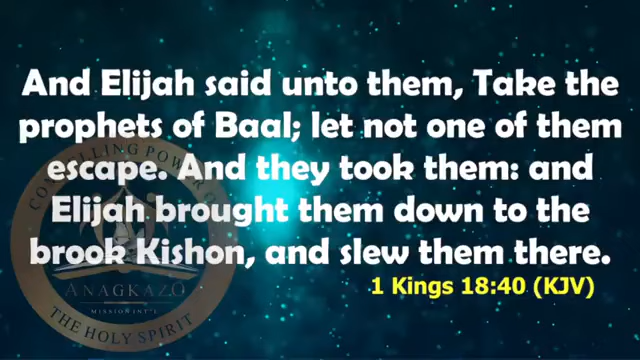 And Elijah said unto them, Take the
prophets of Baal; let not one of them
escape. And they took them: and
Elijah brought them down to the
brook Kishon, and slew them there.
1 Kings 18:40 (KJV)
ANAGKAZO
MISSION INT'L
THE HOLY SPIRIT